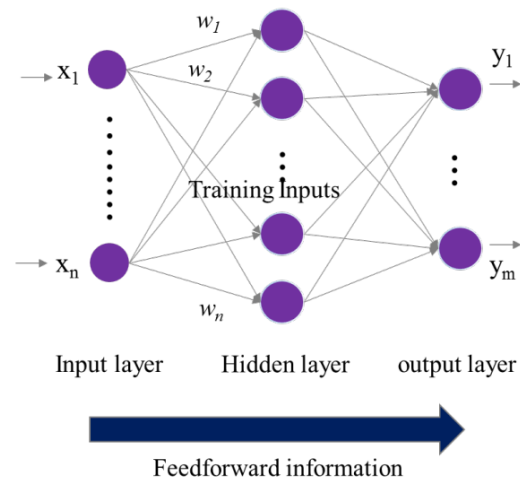 w1
x1
w2
y1
Training Inputs
xn
ym
wn
Input layer
Hidden layer
output layer
Feedforward information